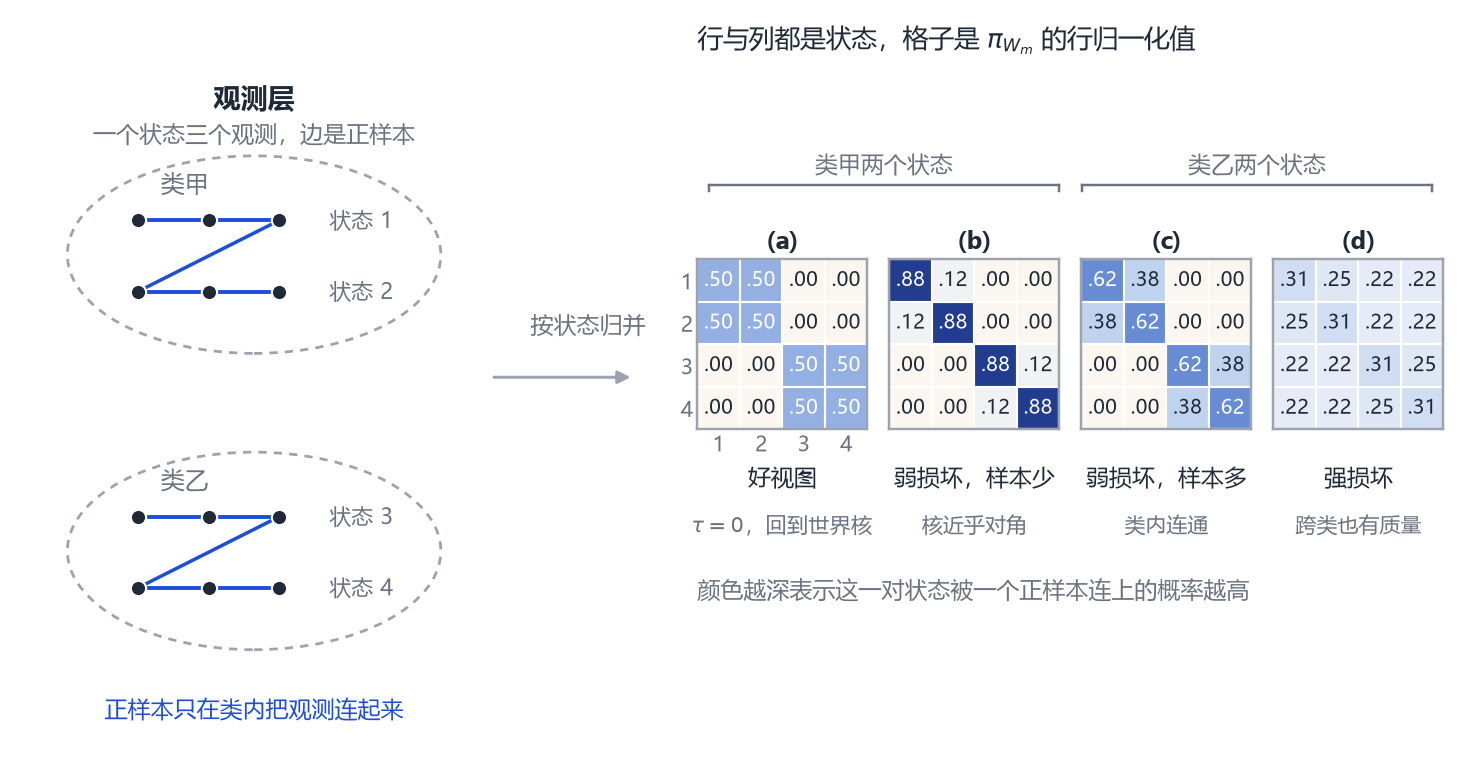 行与列都是状态，格子是 π_{W_m} 的行归一化值
观测层
一个状态三个观测，边是正样本
类甲
状态 1
状态 2
类乙
状态 3
状态 4
正样本只在类内把观测连起来
按状态归并
类甲两个状态
类乙两个状态
(a) (b) (c) (d)
1 .50 .50 .00 .00 .88 .12 .00 .00 .62 .38 .00 .00 .31 .25 .22 .22
2 .50 .50 .00 .00 .12 .88 .00 .00 .38 .62 .00 .00 .25 .31 .22 .22
3 .00 .00 .50 .50 .00 .00 .88 .12 .00 .00 .62 .38 .22 .22 .31 .25
4 .00 .00 .50 .50 .00 .00 .12 .88 .00 .00 .38 .62 .22 .22 .25 .31
1 2 3 4
好视图 弱损坏，样本少 弱损坏，样本多 强损坏
τ = 0，回到世界核 核近乎对角 类内连通 跨类也有质量
颜色越深表示这一对状态被一个正样本连上的概率越高